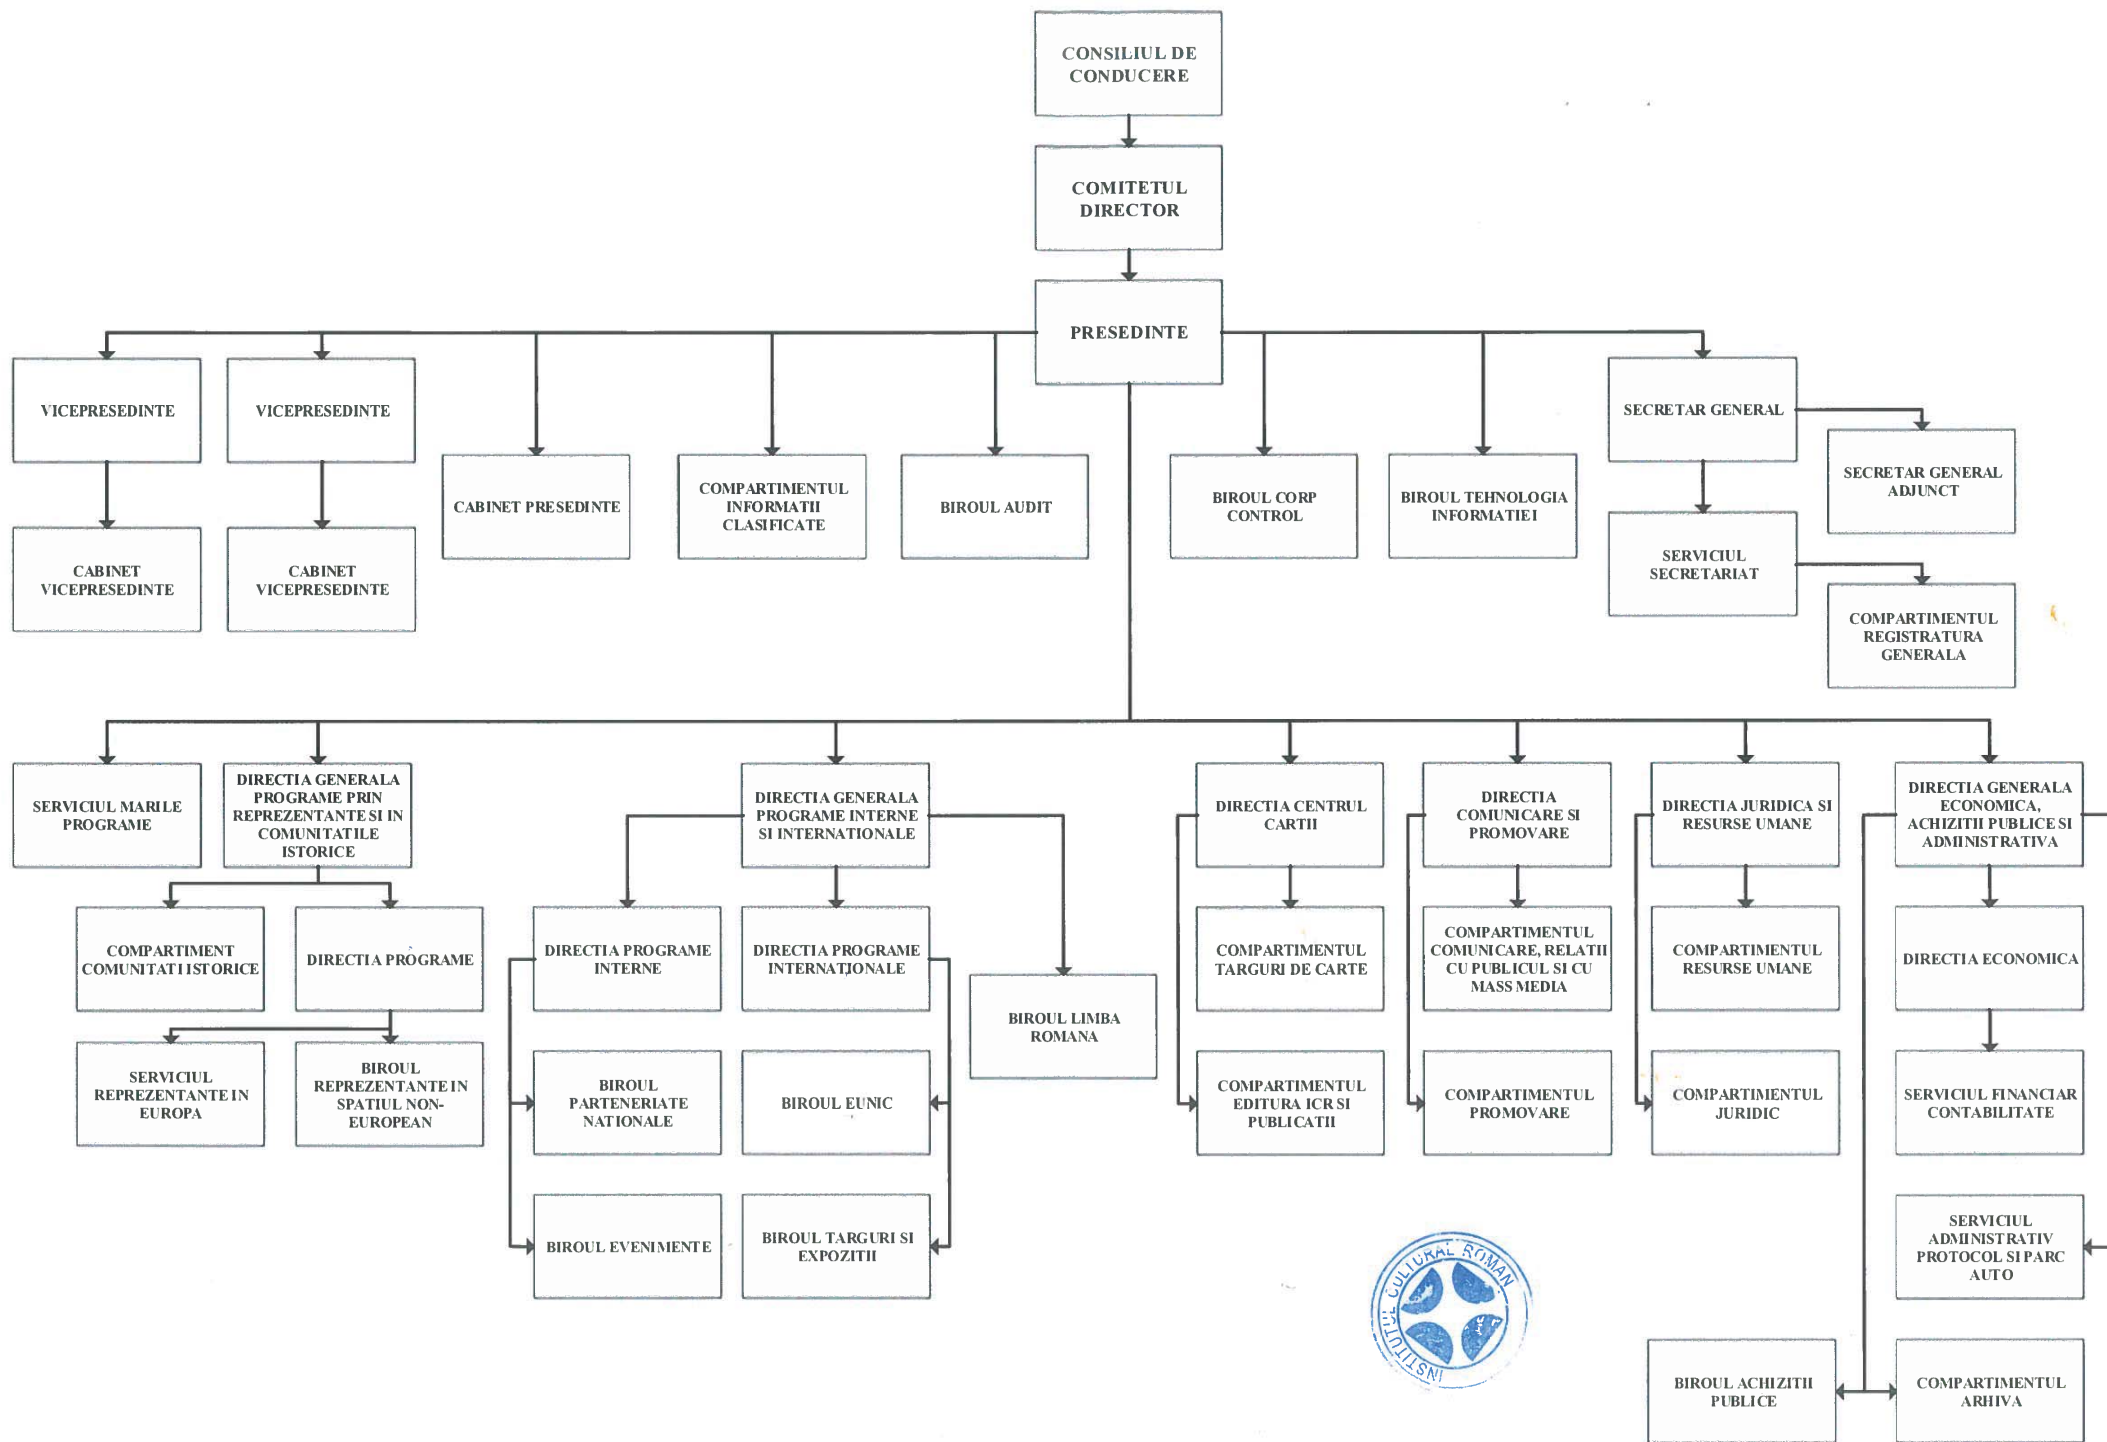 CONSILIUL DE
CONDUCERE
COMITETUL
DIRECTOR
PRESEDINTE
VICEPRESEDINTE
VICEPRESEDINTE
SECRETAR GENERAL
CABINET PRESEDINTE
COMPARTIMENTUL
INFORMATII
CLASIFICATE
BIROUL AUDIT
BIROUL CORP
CONTROL
BIROUL TEHNOLOGIA
INFORMATIEI
SECRETAR GENERAL
ADJUNCT
CABINET
VICEPRESEDINTE
CABINET
VICEPRESEDINTE
SERVICIUL
SECRETARIAT
COMPARTIMENTUL
REGISTRATURA
GENERALA
SERVICIUL MARILE
PROGRAME
DIRECTIA GENERALA
PROGRAME PRIN
REPREZENTANTE SI IN
COMUNITATILE
ISTORICE
DIRECTIA GENERALA
PROGRAME INTERNE
SI INTERNATIONALE
DIRECTIA CENTRUL
CARTII
DIRECTIA
COMUNICARE SI
PROMOVARE
DIRECTIA JURIDICA SI
RESURSE UMANE
DIRECTIA GENERALA
ECONOMICA,
ACHIZITII PUBLICE SI
ADMINISTRATIVA
COMPARTIMENT
COMUNITATI ISTORICE
DIRECTIA PROGRAME
DIRECTIA PROGRAME
INTERNE
DIRECTIA PROGRAME
INTERNATIONALE
BIROUL LIMBA
ROMANA
COMPARTIMENTUL
TARGURI DE CARTE
COMPARTIMENTUL
COMUNICARE, RELATII
CU PUBLICUL SI CU
MASS MEDIA
COMPARTIMENTUL
RESURSE UMANE
DIRECTIA ECONOMICA
SERVICIUL
REPREZENTANTE IN
EUROPA
BIROUL
REPREZENTANTE IN
SPATIUL NON-
EUROPEAN
BIROUL
PARTENERIATE
NATIONALE
BIROUL EUNIC
COMPARTIMENTUL
EDITURA ICR SI
PUBLICATII
COMPARTIMENTUL
PROMOVARE
COMPARTIMENTUL
JURIDIC
SERVICIUL FINANCIAR
CONTABILITATE
BIROUL EVENIMENTE
BIROUL TARGURI SI
EXPOZITII
SERVICIUL
ADMINISTRATIV
PROTOCOL SI PARC
AUTO
INSTITUTUL CULTURAL ROMAN
BIROUL ACHIZITII
PUBLICE
COMPARTIMENTUL
ARHIVA